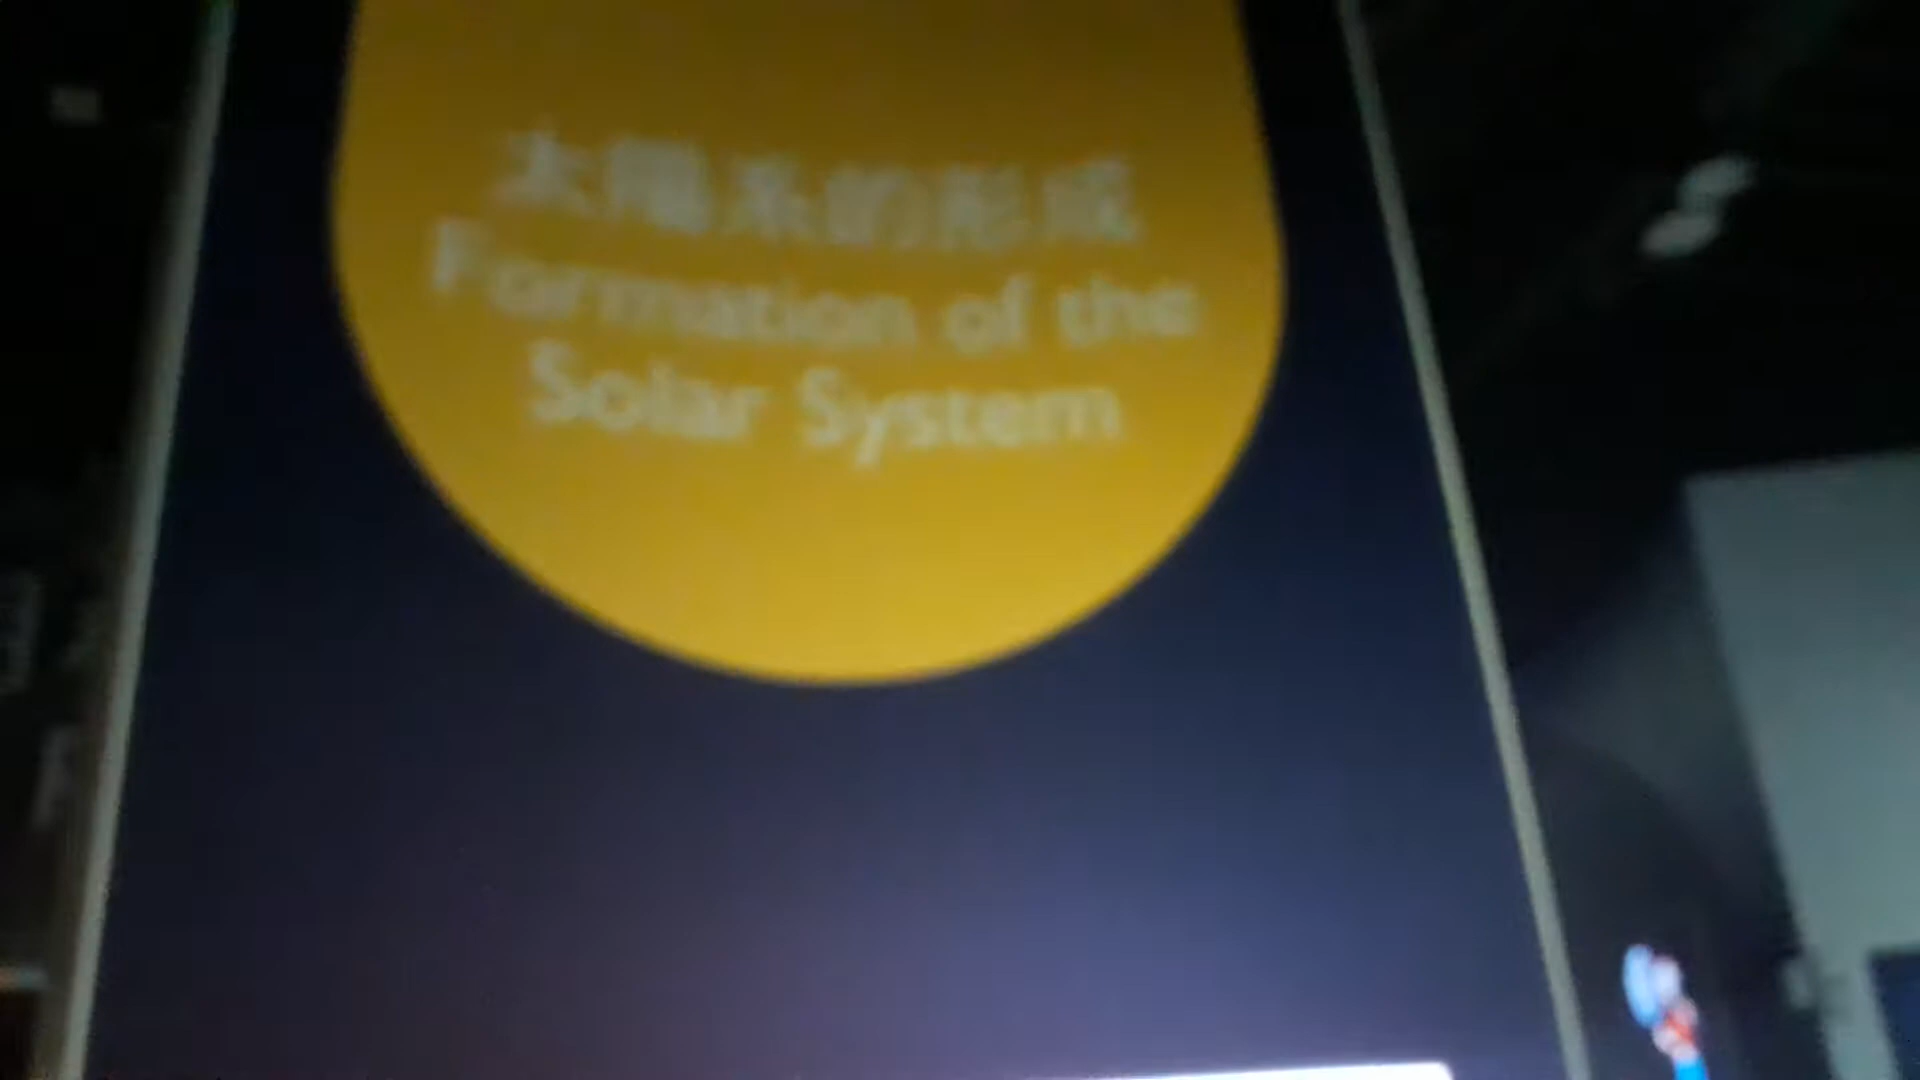 太陽系的形成
Formation of the
Solar System